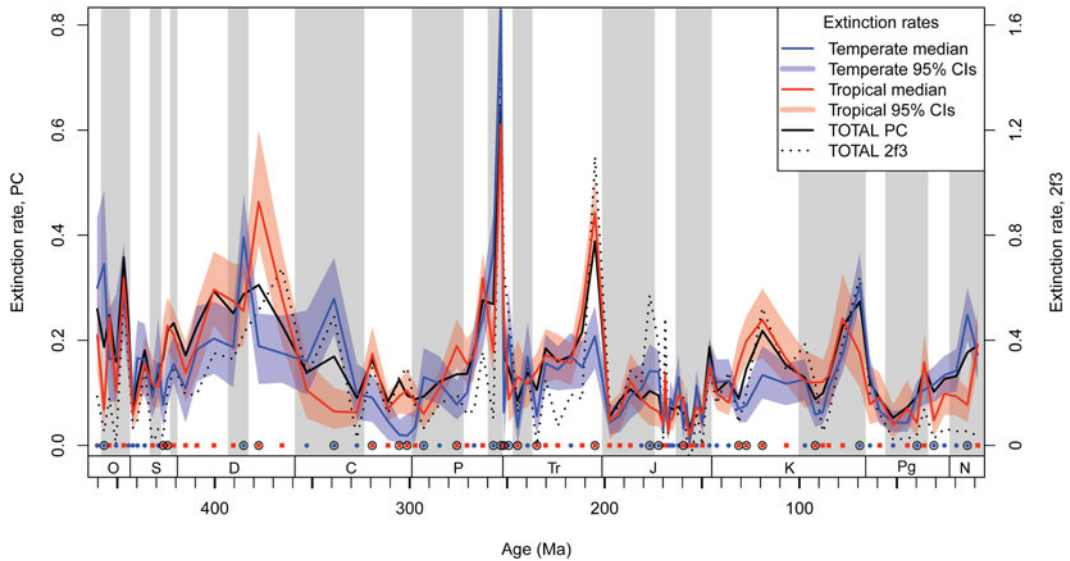 Extinction rates
Temperate median
Temperate 95% CIs
Tropical median
Tropical 95% CIs
TOTAL PC
TOTAL 2f3
Extinction rate, PC
0.8
0.6
0.4
0.2
0.0
Extinction rate, 2f3
1.6
1.2
0.8
0.4
0
O S D C P Tr J K Pg N
400 300 200 100
Age (Ma)